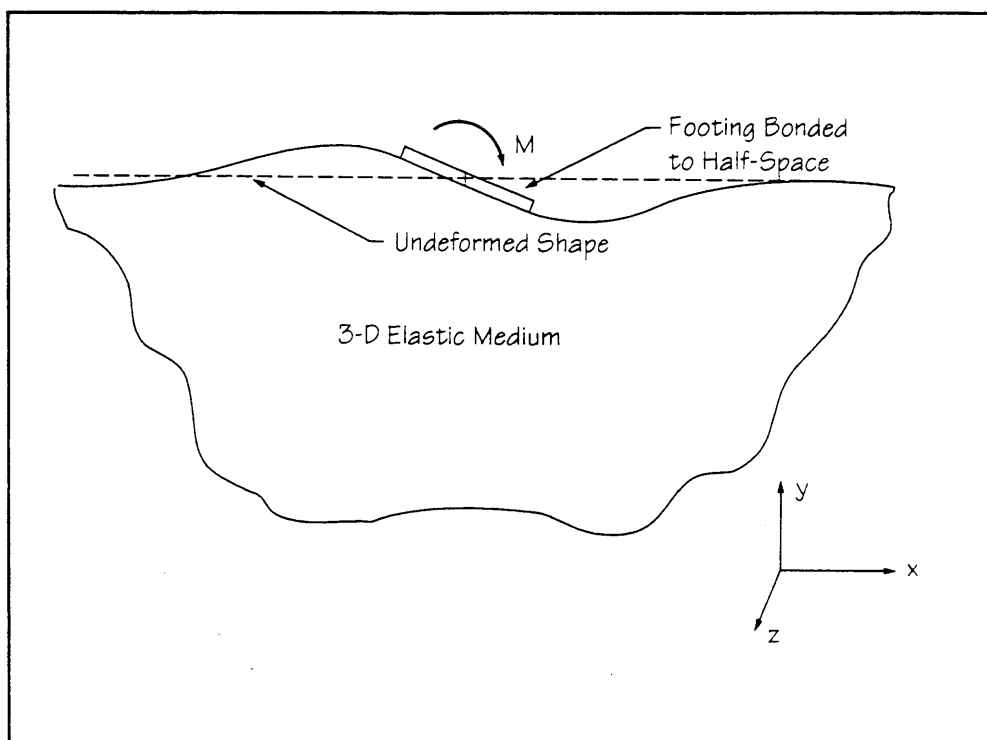 M
Footing Bonded
to Half-Space
Undeformed Shape
3-D Elastic Medium
y
x
z